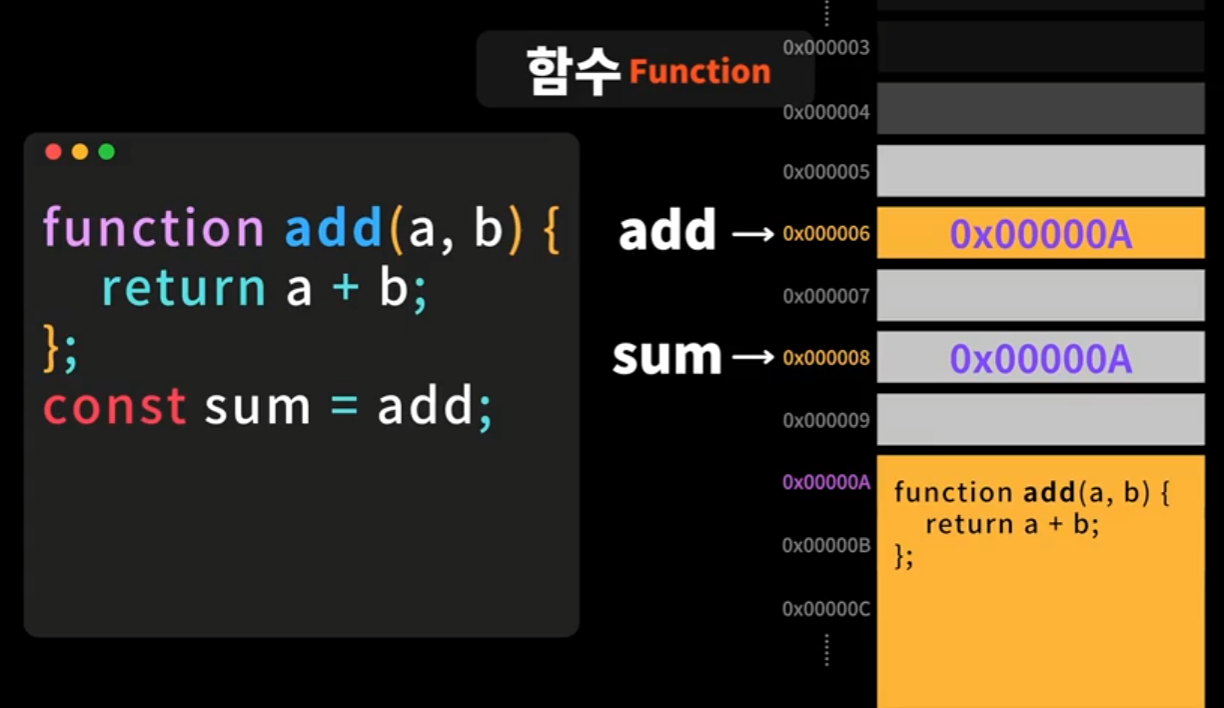 함수 Function
function add(a, b) {
return a + b;
};
const sum = add;
0x000003
0x000004
0x000005
add → 0x000006 0x00000A
0x000007
sum → 0x000008 0x00000A
0x000009
0x00000A
0x00000B
0x00000C
function add(a, b) {
return a + b;
};